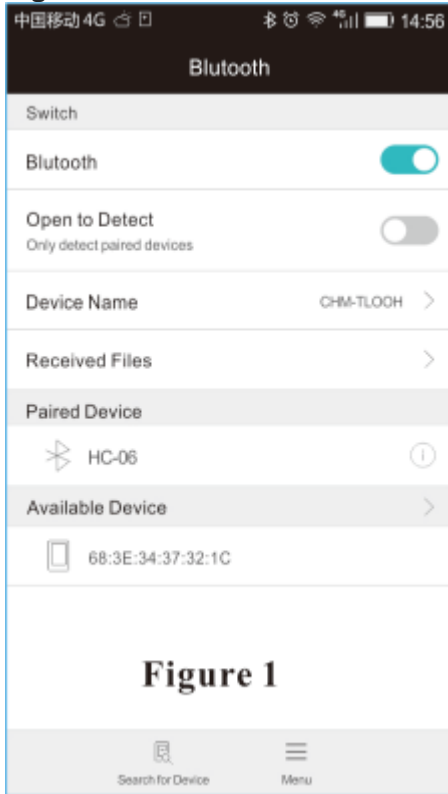 中国移动4G 14:56
Blutooth
Switch
Blutooth
Open to Detect
Only detect paired devices
Device Name CHM-TLOOH
Received Files
Paired Device
HC-06
Available Device
68:3E:34:37:32:1C
Figure 1
Search for Device Menu